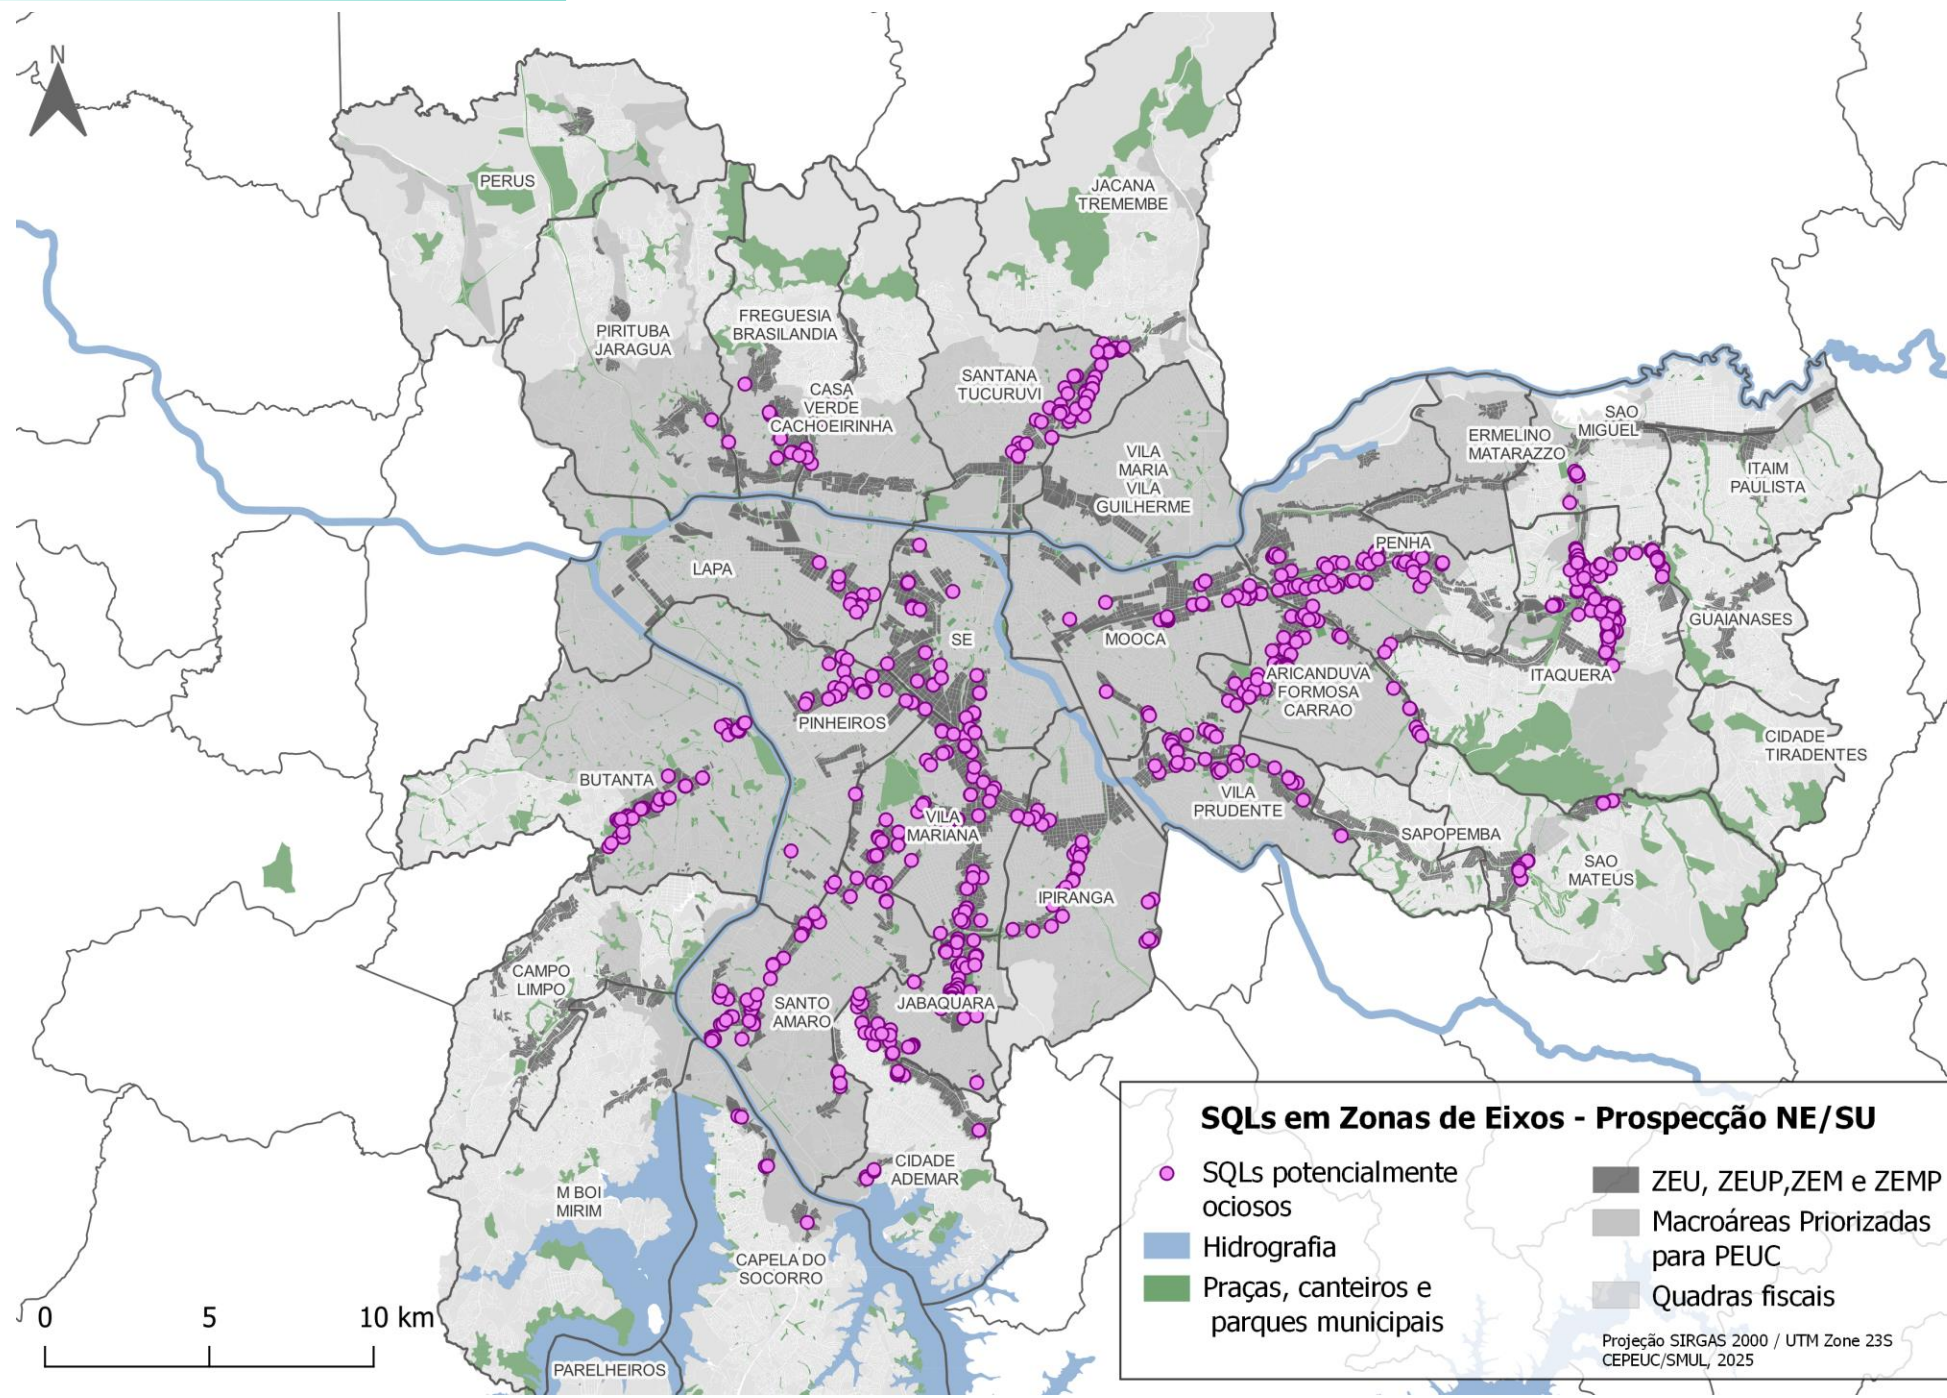 N
PERUS
JACANA
TREMEMBE
PIRITUBA
JARAGUA
FREGUESIA
BRASILANDIA
CASA
VERDE
CACHOEIRINHA
SANTANA
TUCURUVI
VILA
MARIA
VILA
GUILHERME
ERMELINO
MATARAZZO
SAO
MIGUEL
ITAIM
PAULISTA
LAPA
PENHA
SE
MOOCA
GUAIANASES
ITAQUERA
ARICANDUVA
FORMOSA
CARRAO
PINHEIROS
CIDADE
TIRADENTES
BUTANTA
VILA
PRUDENTE
VILA
MARIANA
SAPOPEMBA
SAO
MATEUS
IPIRANGA
CAMPO
LIMPO
SANTO
AMARO
JABAQUARA
M BOI
MIRIM
CIDADE
ADEMAR
CAPELA DO
SOCORRO
PARELHEIROS
0 5 10 km
SQLs em Zonas de Eixos - Prospecção NE/SU
SQLs potencialmente
ociosos
Hidrografia
Praças, canteiros e
parques municipais
ZEU, ZEUP,ZEM e ZEMP
Macroáreas Priorizadas
para PEUC
Quadras fiscais
Projeção SIRGAS 2000 / UTM Zone 23S
CEPEUC/SMUL, 2025